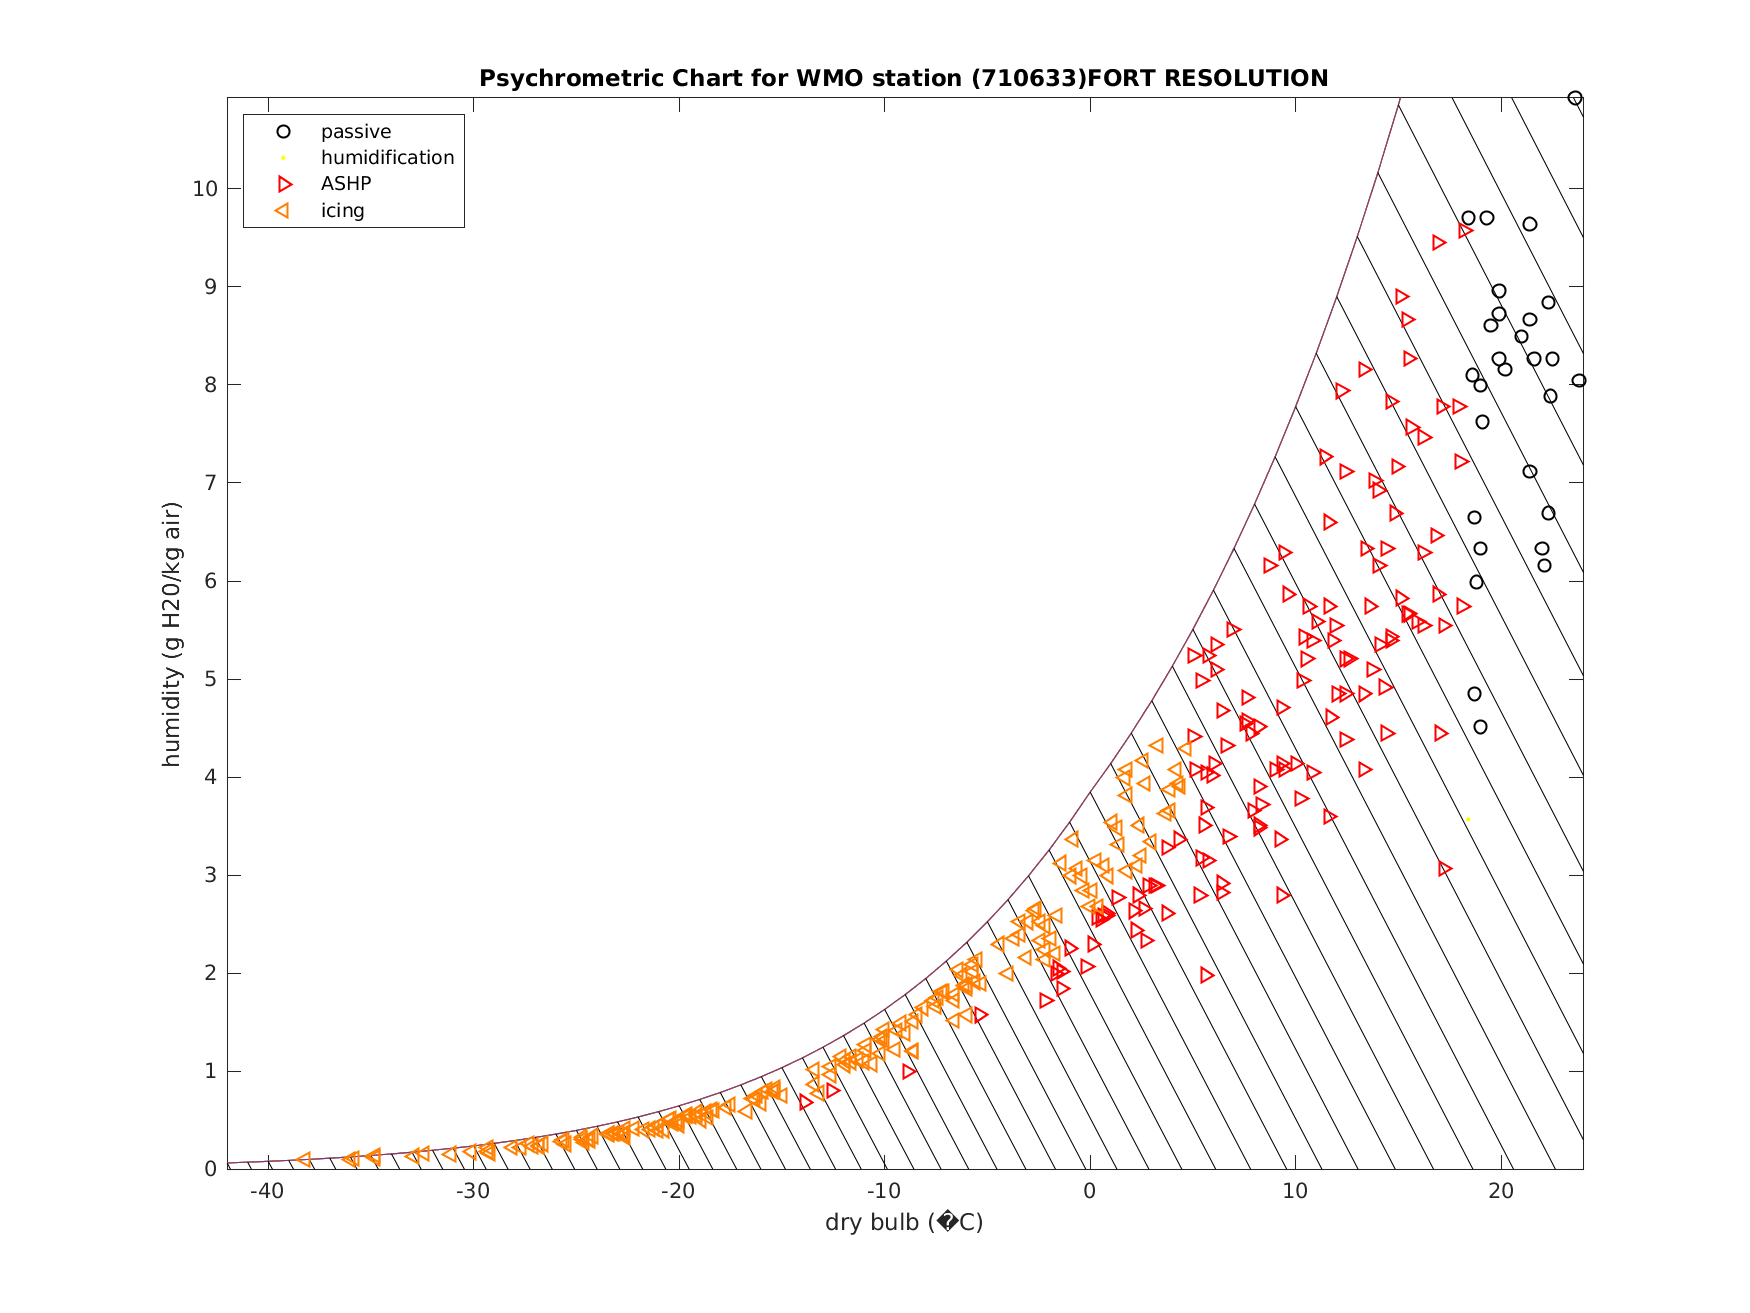 Psychrometric Chart for WMO station (710633)FORT RESOLUTION
passive
humidification
ASHP
icing
10
9
8
7
6
5
4
3
2
1
0
humidity (g H20/kg air)
-40 -30 -20 -10 0 10 20
dry bulb (�C)